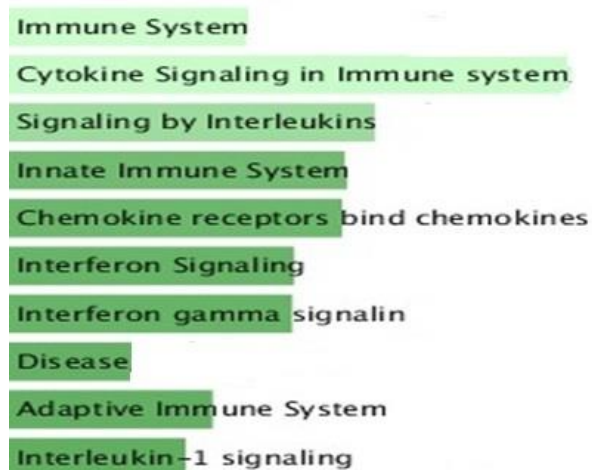 Immune System
Cytokine Signaling in Immune system
Signaling by Interleukins
Innate Immune System
Chemokine receptors bind chemokines
Interferon Signaling
Interferon gamma signalin
Disease
Adaptive Immune System
Interleukin-1 signaling